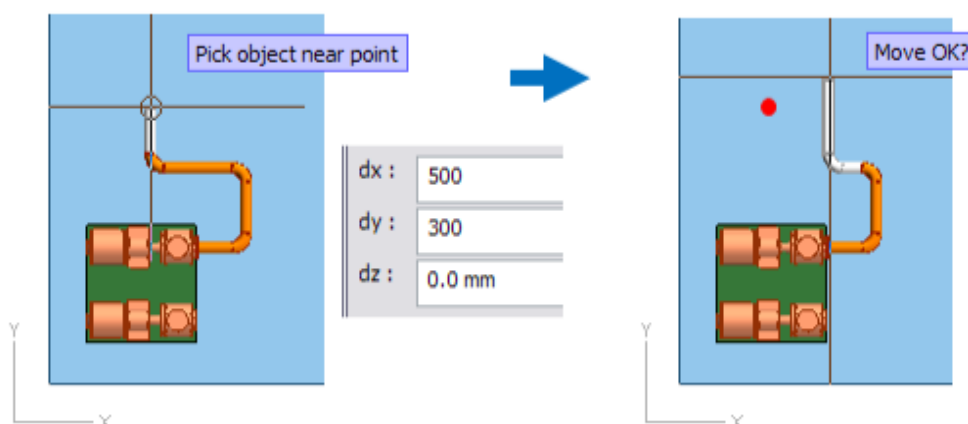 Pick object near point
Move OK?
dx :
500
dy :
300
dz :
0.0 mm
Y
X
Y
X